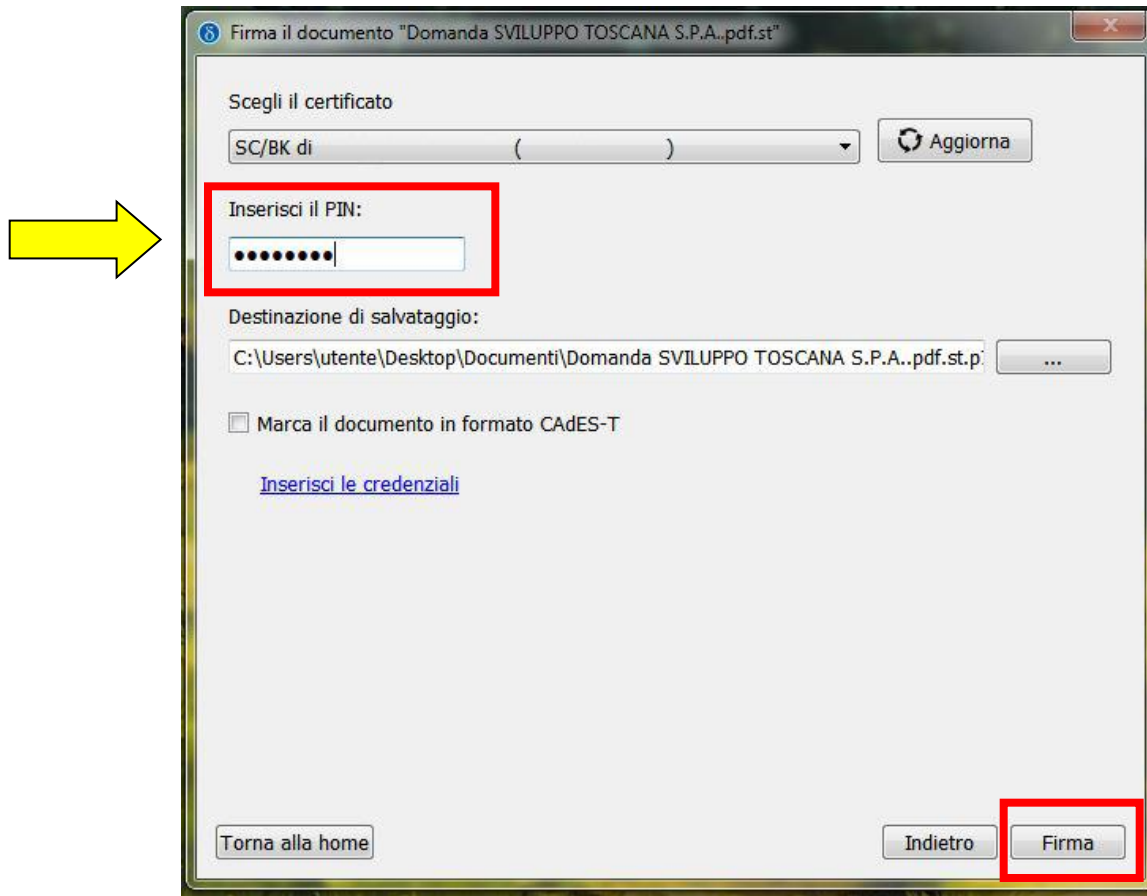 Firma il documento "Domanda SVILUPPO TOSCANA S.P.A..pdf.st"
Scegli il certificato
SC/BK di ( )
Aggiorna
Inserisci il PIN:
●●●●●●●●
Destinazione di salvataggio:
C:\Users\utente\Desktop\Documenti\Domanda SVILUPPO TOSCANA S.P.A..pdf.st.p7
...
Marca il documento in formato CAdES-T
Inserisci le credenziali
Torna alla home
Indietro
Firma